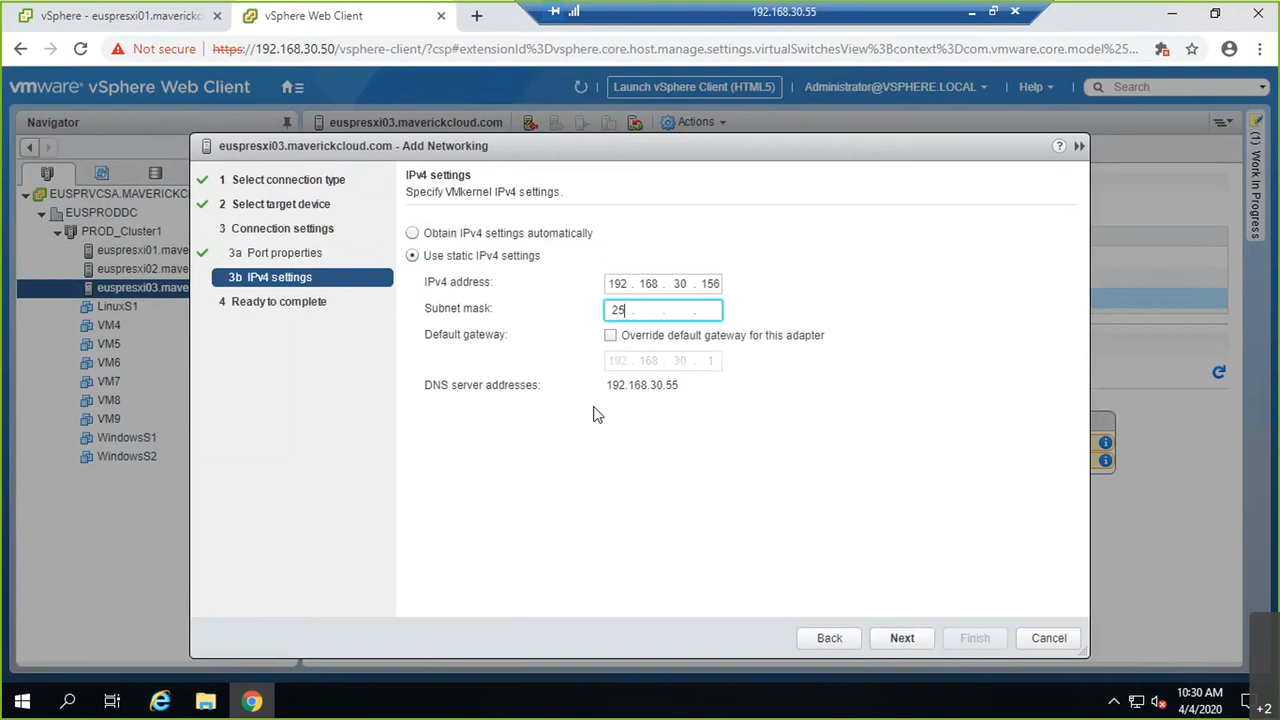 vSphere - euspresxi01.maverickcl
vSphere Web Client
192.168.30.55
Not secure
https://192.168.30.50/vsphere-client/?csp#extensionId%3Dvsphere.core.host.manage.settings.virtualSwitchesView%3Bcontext%3Dcom.vmware.core.model%25...
vmware® vSphere Web Client
Launch vSphere Client (HTML5)
Administrator@VSPHERE.LOCAL
Help
Search
Navigator
euspresxi03.maverickcloud.com
Actions
(1) Work In Progress
euspresxi03.maverickcloud.com - Add Networking
EUSPRVCSA.MAVERICKC
EUSPRODDC
PROD_Cluster1
euspresxi01.mave
euspresxi02.mave
euspresxi03.mave
LinuxS1
VM4
VM5
VM6
VM7
VM8
VM9
WindowsS1
WindowsS2
1 Select connection type
2 Select target device
3 Connection settings
3a Port properties
3b IPv4 settings
4 Ready to complete
IPv4 settings
Specify VMkernel IPv4 settings.
Obtain IPv4 settings automatically
Use static IPv4 settings
IPv4 address: 192 . 168 . 30 . 156
Subnet mask: 25 . . .
Default gateway: Override default gateway for this adapter
192 . 168 . 30 . 1
DNS server addresses: 192.168.30.55
Back
Next
Finish
Cancel
10:30 AM
4/4/2020
+2